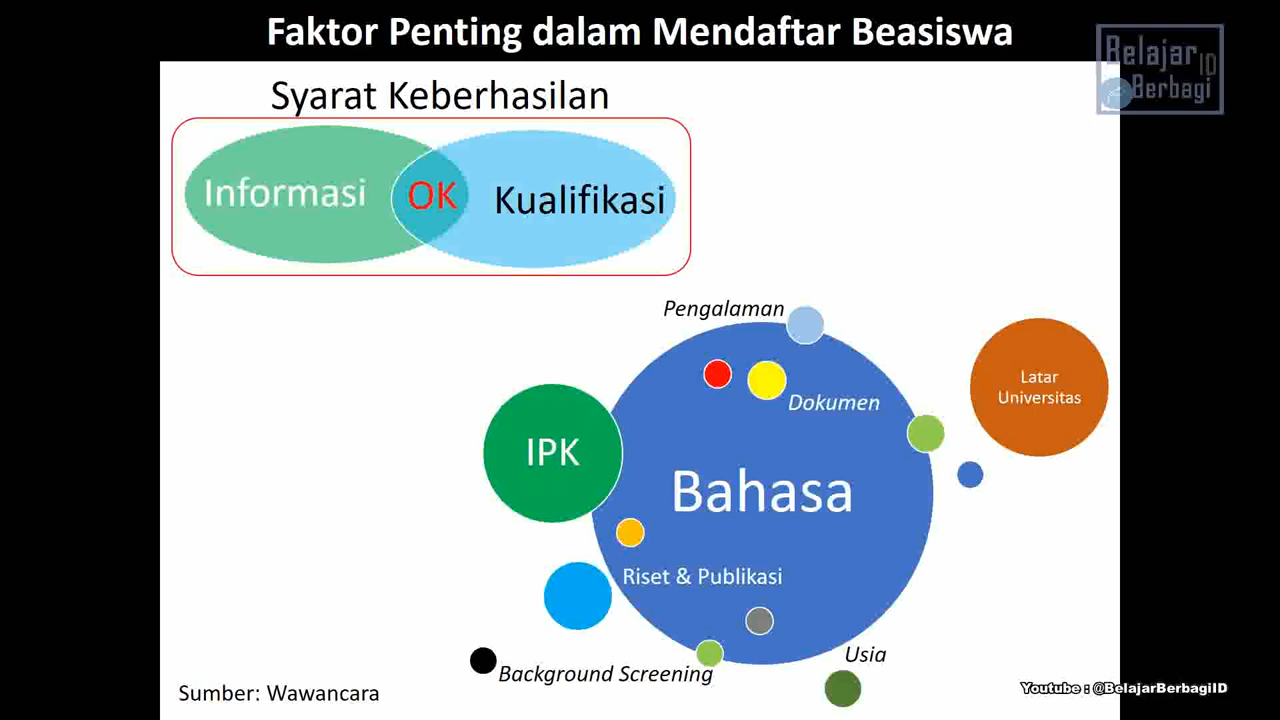 Faktor Penting dalam Mendaftar Beasiswa
Belajar
ID
Berbagi
Syarat Keberhasilan
Informasi
OK
Kualifikasi
Pengalaman
Dokumen
Latar
Universitas
IPK
Bahasa
Riset & Publikasi
Usia
Background Screening
Sumber: Wawancara
Youtube : @BelajarBerbagiID